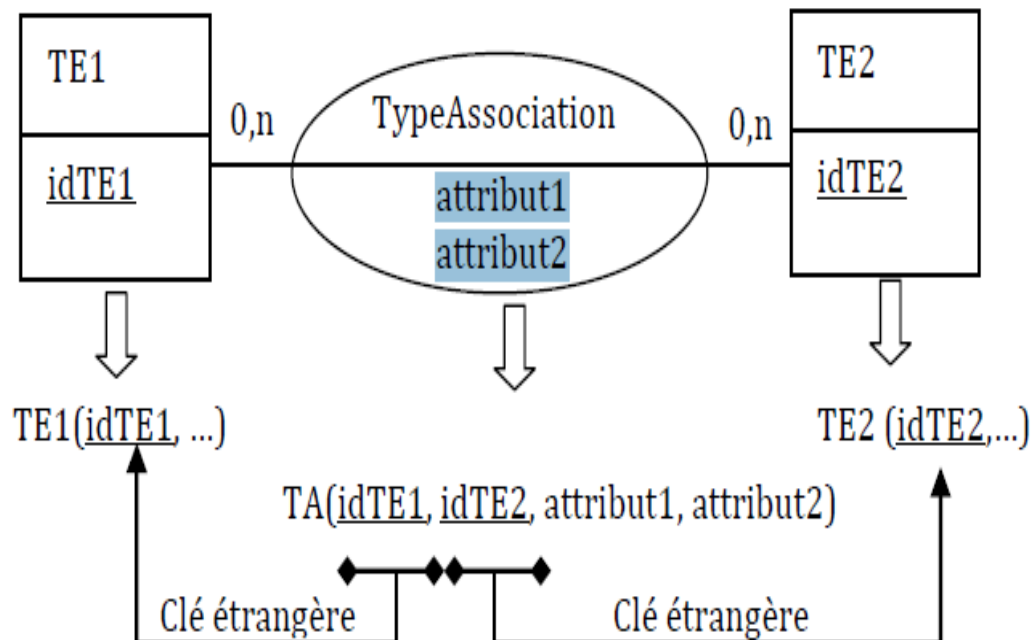 TE1
TE2
0,n
TypeAssociation
0,n
idTE1
attribut1
idTE2
attribut2
TE1(idTE1, ...)
TE2 (idTE2,...)
TA(idTE1, idTE2, attribut1, attribut2)
Clé étrangère
Clé étrangère